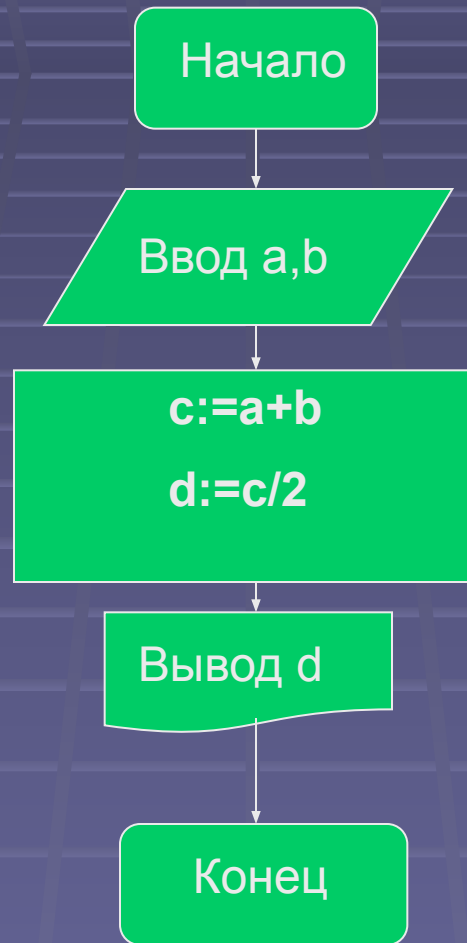 Начало
Ввод a,b
c:=a+b
d:=c/2
Вывод d
Конец